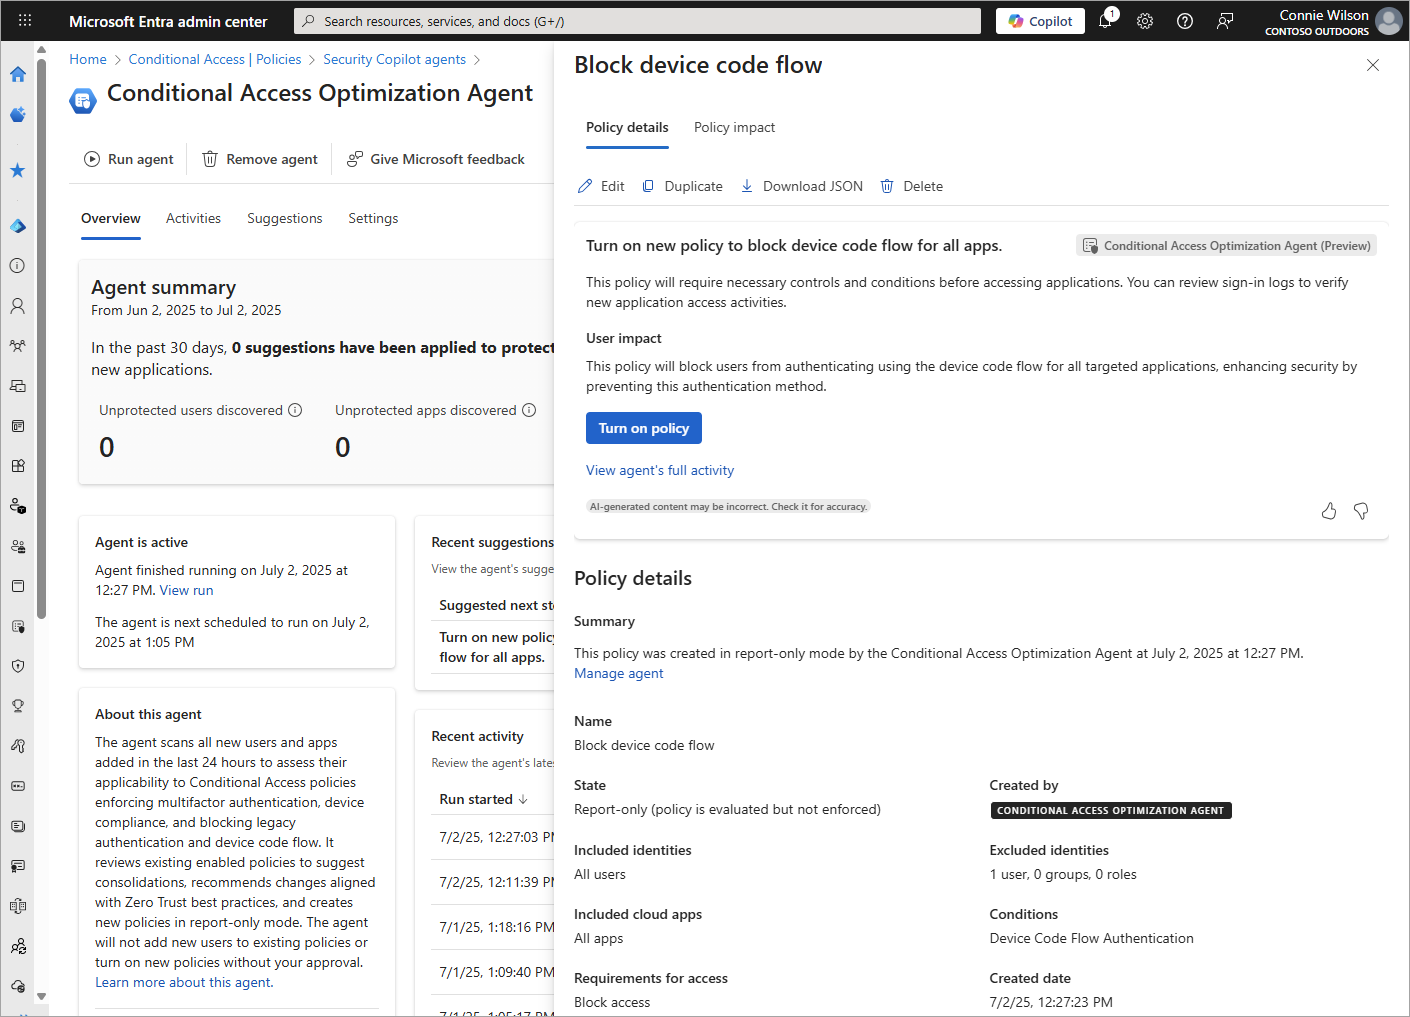 Microsoft Entra admin center
Search resources, services, and docs (G+/)
Copilot
1
Connie Wilson
CONTOSO OUTDOORS
Home > Conditional Access | Policies > Security Copilot agents >
Conditional Access Optimization Agent
Run agent
Remove agent
Give Microsoft feedback
Overview
Activities
Suggestions
Settings
Agent summary
From Jun 2, 2025 to Jul 2, 2025
In the past 30 days, 0 suggestions have been applied to protect
new applications.
Unprotected users discovered
Unprotected apps discovered
0
0
Agent is active
Agent finished running on July 2, 2025 at
12:27 PM. View run
The agent is next scheduled to run on July 2,
2025 at 1:05 PM
About this agent
The agent scans all new users and apps
added in the last 24 hours to assess their
applicability to Conditional Access policies
enforcing multifactor authentication, device
compliance, and blocking legacy
authentication and device code flow. It
reviews existing enabled policies to suggest
consolidations, recommends changes aligned
with Zero Trust best practices, and creates
new policies in report-only mode. The agent
will not add new users to existing policies or
turn on new policies without your approval.
Learn more about this agent.
Recent suggestions
View the agent's sugge
Suggested next st
Turn on new polic
flow for all apps.
Recent activity
Review the agent's late
Run started ↓
7/2/25, 12:27:03 PM
7/2/25, 12:11:39 PM
7/1/25, 1:18:16 PM
7/1/25, 1:09:40 PM
7/1/25, 1:05:17 PM
Block device code flow
Policy details
Policy impact
Edit
Duplicate
Download JSON
Delete
Turn on new policy to block device code flow for all apps.
Conditional Access Optimization Agent (Preview)
This policy will require necessary controls and conditions before accessing applications. You can review sign-in logs to verify
new application access activities.
User impact
This policy will block users from authenticating using the device code flow for all targeted applications, enhancing security by
preventing this authentication method.
Turn on policy
View agent's full activity
AI-generated content may be incorrect. Check it for accuracy.
Policy details
Summary
This policy was created in report-only mode by the Conditional Access Optimization Agent at July 2, 2025 at 12:27 PM.
Manage agent
Name
Block device code flow
State
Report-only (policy is evaluated but not enforced)
Created by
CONDITIONAL ACCESS OPTIMIZATION AGENT
Included identities
All users
Excluded identities
1 user, 0 groups, 0 roles
Included cloud apps
All apps
Conditions
Device Code Flow Authentication
Requirements for access
Block access
Created date
7/2/25, 12:27:23 PM